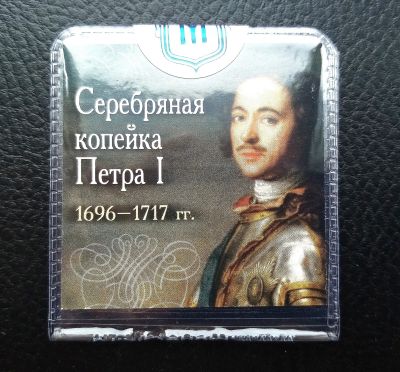 Серебряная
копейка
Петра I
1696–1717 гг.